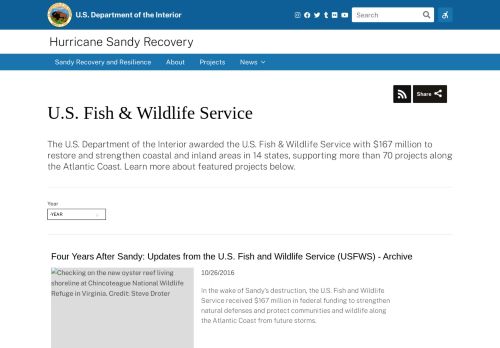 U.S. Department of the Interior
Search
Hurricane Sandy Recovery
Sandy Recovery and Resilience
About
Projects
News
Share
U.S. Fish & Wildlife Service
The U.S. Department of the Interior awarded the U.S. Fish & Wildlife Service with $167 million to
restore and strengthen coastal and inland areas in 14 states, supporting more than 70 projects along
the Atlantic Coast. Learn more about featured projects below.
Year
-YEAR
Four Years After Sandy: Updates from the U.S. Fish and Wildlife Service (USFWS) - Archive
Checking on the new oyster reef living
shoreline at Chincoteague National Wildlife
Refuge in Virginia. Credit: Steve Droter
10/26/2016
In the wake of Sandy's destruction, the U.S. Fish and Wildlife
Service received $167 million in federal funding to strengthen
natural defenses and protect communities and wildlife along
the Atlantic Coast from future storms.